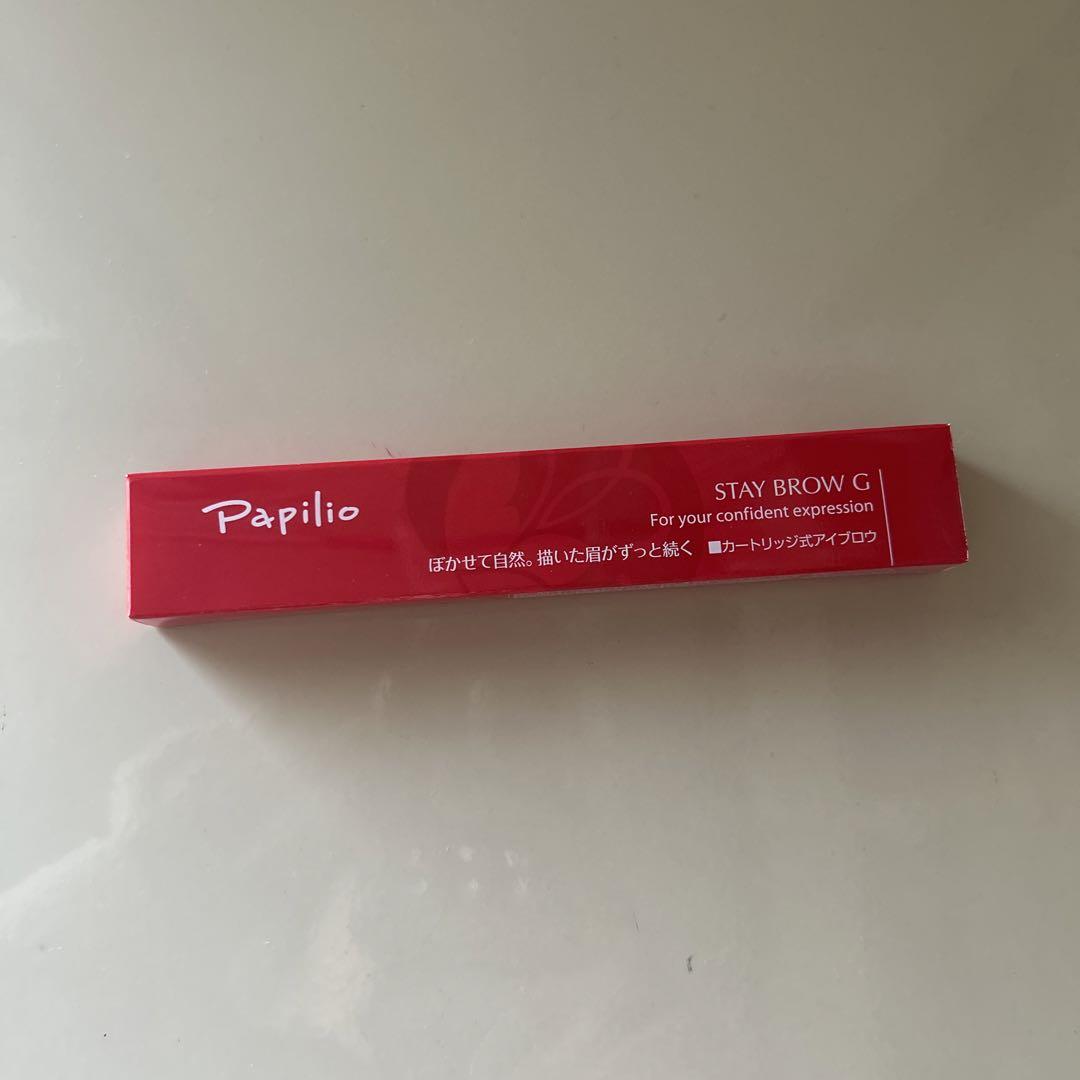 Papilio
STAY BROW G
For your confident expression
ぼかせて自然。描いた眉がずっと続く ■カートリッジ式アイブロウ